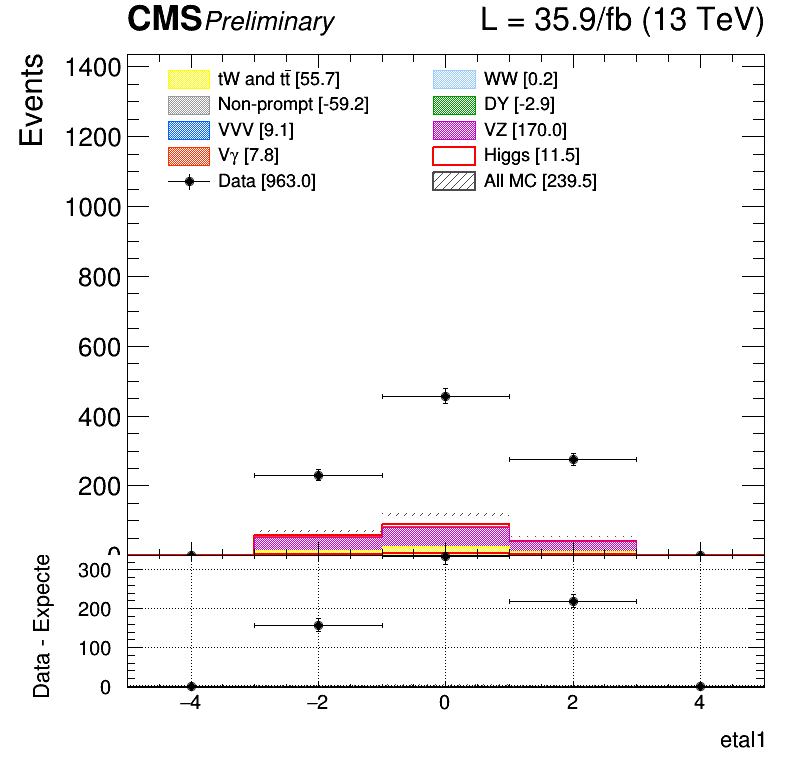 CMS Preliminary L = 35.9/fb (13 TeV)
Events
1400
1200
1000
800
600
400
200
0
tW and tt̄ [55.7]
Non-prompt [-59.2]
VVV [9.1]
Vγ [7.8]
Data [963.0]
WW [0.2]
DY [-2.9]
VZ [170.0]
Higgs [11.5]
All MC [239.5]
Data - Expecte
300
200
100
0
−4 −2 0 2 4
etal1